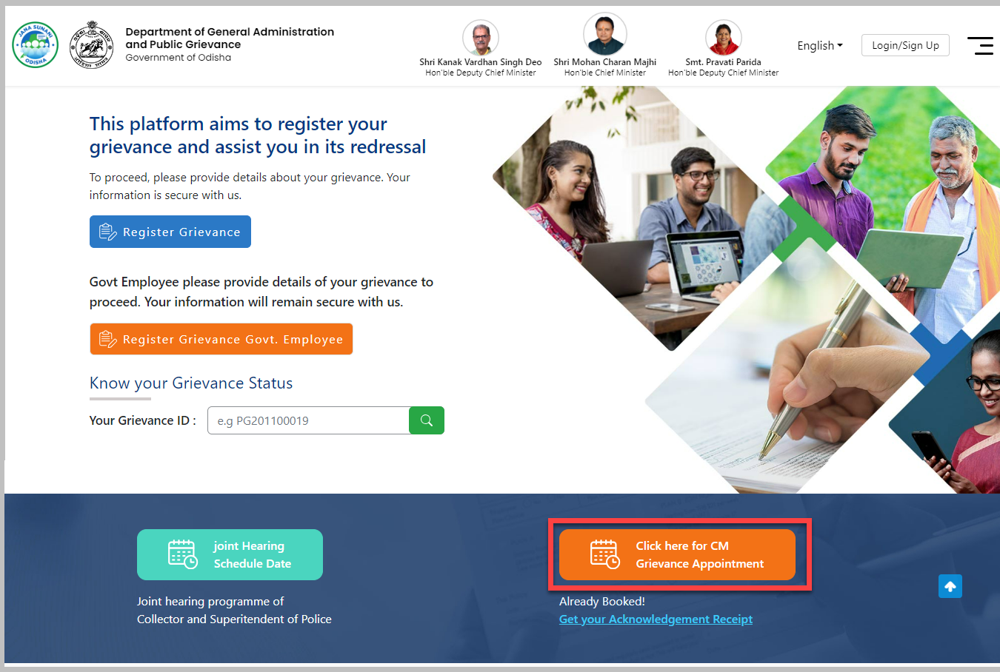 JANA SUNANI
ODISHA
Department of General Administration
and Public Grievance
Government of Odisha
Shri Kanak Vardhan Singh Deo
Hon'ble Deputy Chief Minister
Shri Mohan Charan Majhi
Hon'ble Chief Minister
Smt. Pravati Parida
Hon'ble Deputy Chief Minister
English
Login/Sign Up
This platform aims to register your
grievance and assist you in its redressal
To proceed, please provide details about your grievance. Your
information is secure with us.
Register Grievance
Govt Employee please provide details of your grievance to
proceed. Your information will remain secure with us.
Register Grievance Govt. Employee
Know your Grievance Status
Your Grievance ID :
e.g PG201100019
joint Hearing
Schedule Date
Joint hearing programme of
Collector and Superitendent of Police
Click here for CM
Grievance Appointment
Already Booked!
Get your Acknowledgement Receipt